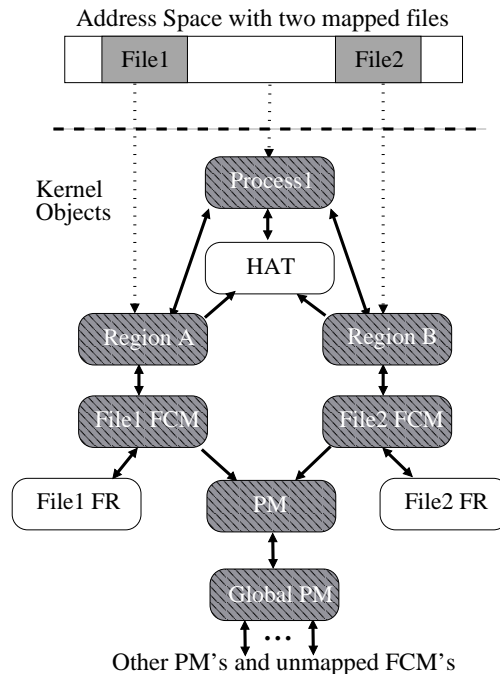 Address Space with two mapped files
File1
File2
Kernel
Objects
Process1
HAT
Region A
Region B
File1 FCM
File2 FCM
File1 FR
PM
File2 FR
Global PM
...
Other PM's and unmapped FCM's